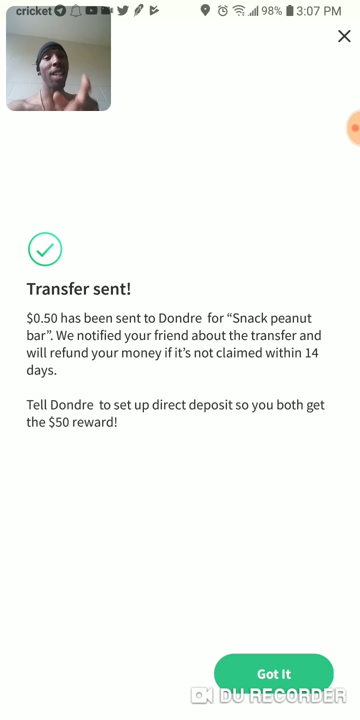 cricket 98% 3:07 PM
Transfer sent!
$0.50 has been sent to Dondre for “Snack peanut
bar”. We notified your friend about the transfer and
will refund your money if it’s not claimed within 14
days.
Tell Dondre to set up direct deposit so you both get
the $50 reward!
Got It
DU RECORDER